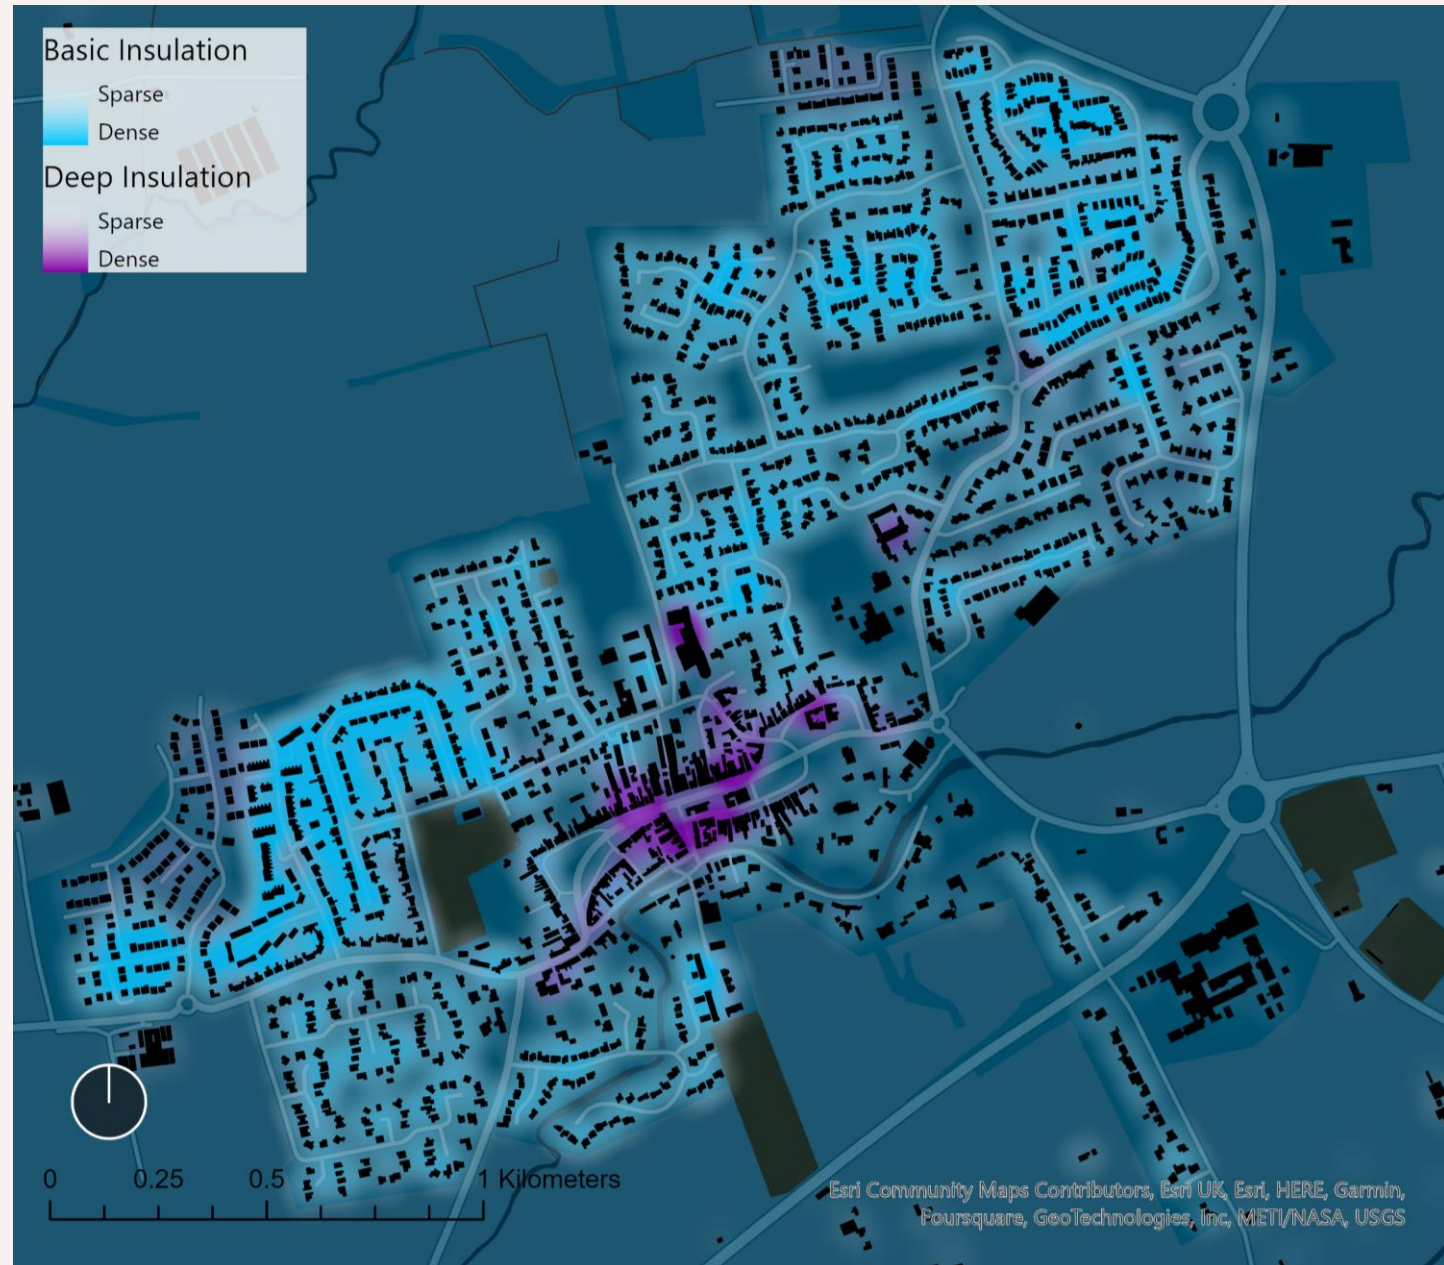 Basic Insulation
Sparse
Dense
Deep Insulation
Sparse
Dense
0 0.25 0.5 1 Kilometers
Esri Community Maps Contributors, Esri UK, Esri, HERE, Garmin,
Foursquare, GeoTechnologies, Inc, METI/NASA, USGS